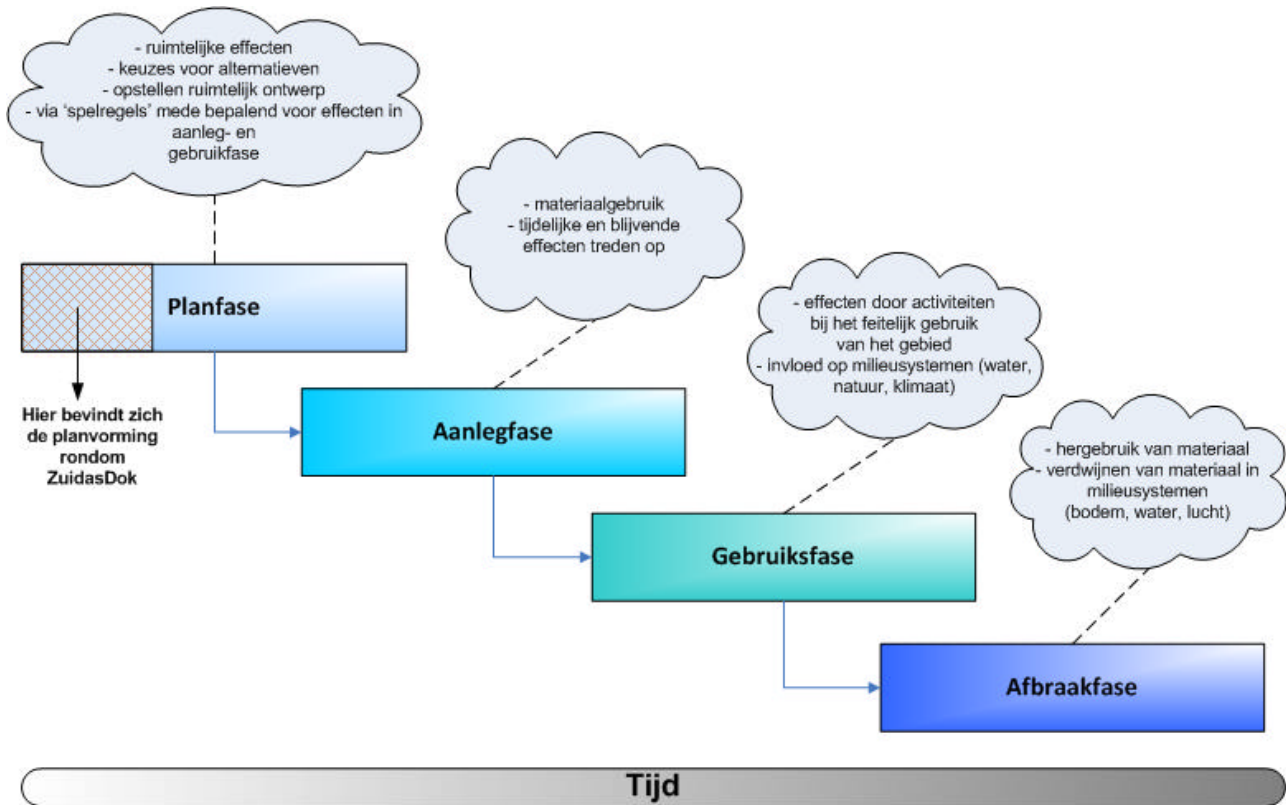 - ruimtelijke effecten
- keuzes voor alternatieven
- opstellen ruimtelijk ontwerp
- via ‘spelregels’ mede bepalend voor effecten in
aanleg- en
gebruikfase
- materiaalgebruik
- tijdelijke en blijvende
effecten treden op
Planfase
- effecten door activiteiten
bij het feitelijk gebruik
van het gebied
- invloed op milieusystemen (water,
natuur, klimaat)
Hier bevindt zich
de planvorming
rondom
ZuidasDok
Aanlegfase
- hergebruik van materiaal
- verdwijnen van materiaal in
milieusystemen
(bodem, water, lucht)
Gebruiksfase
Afbraakfase
Tijd